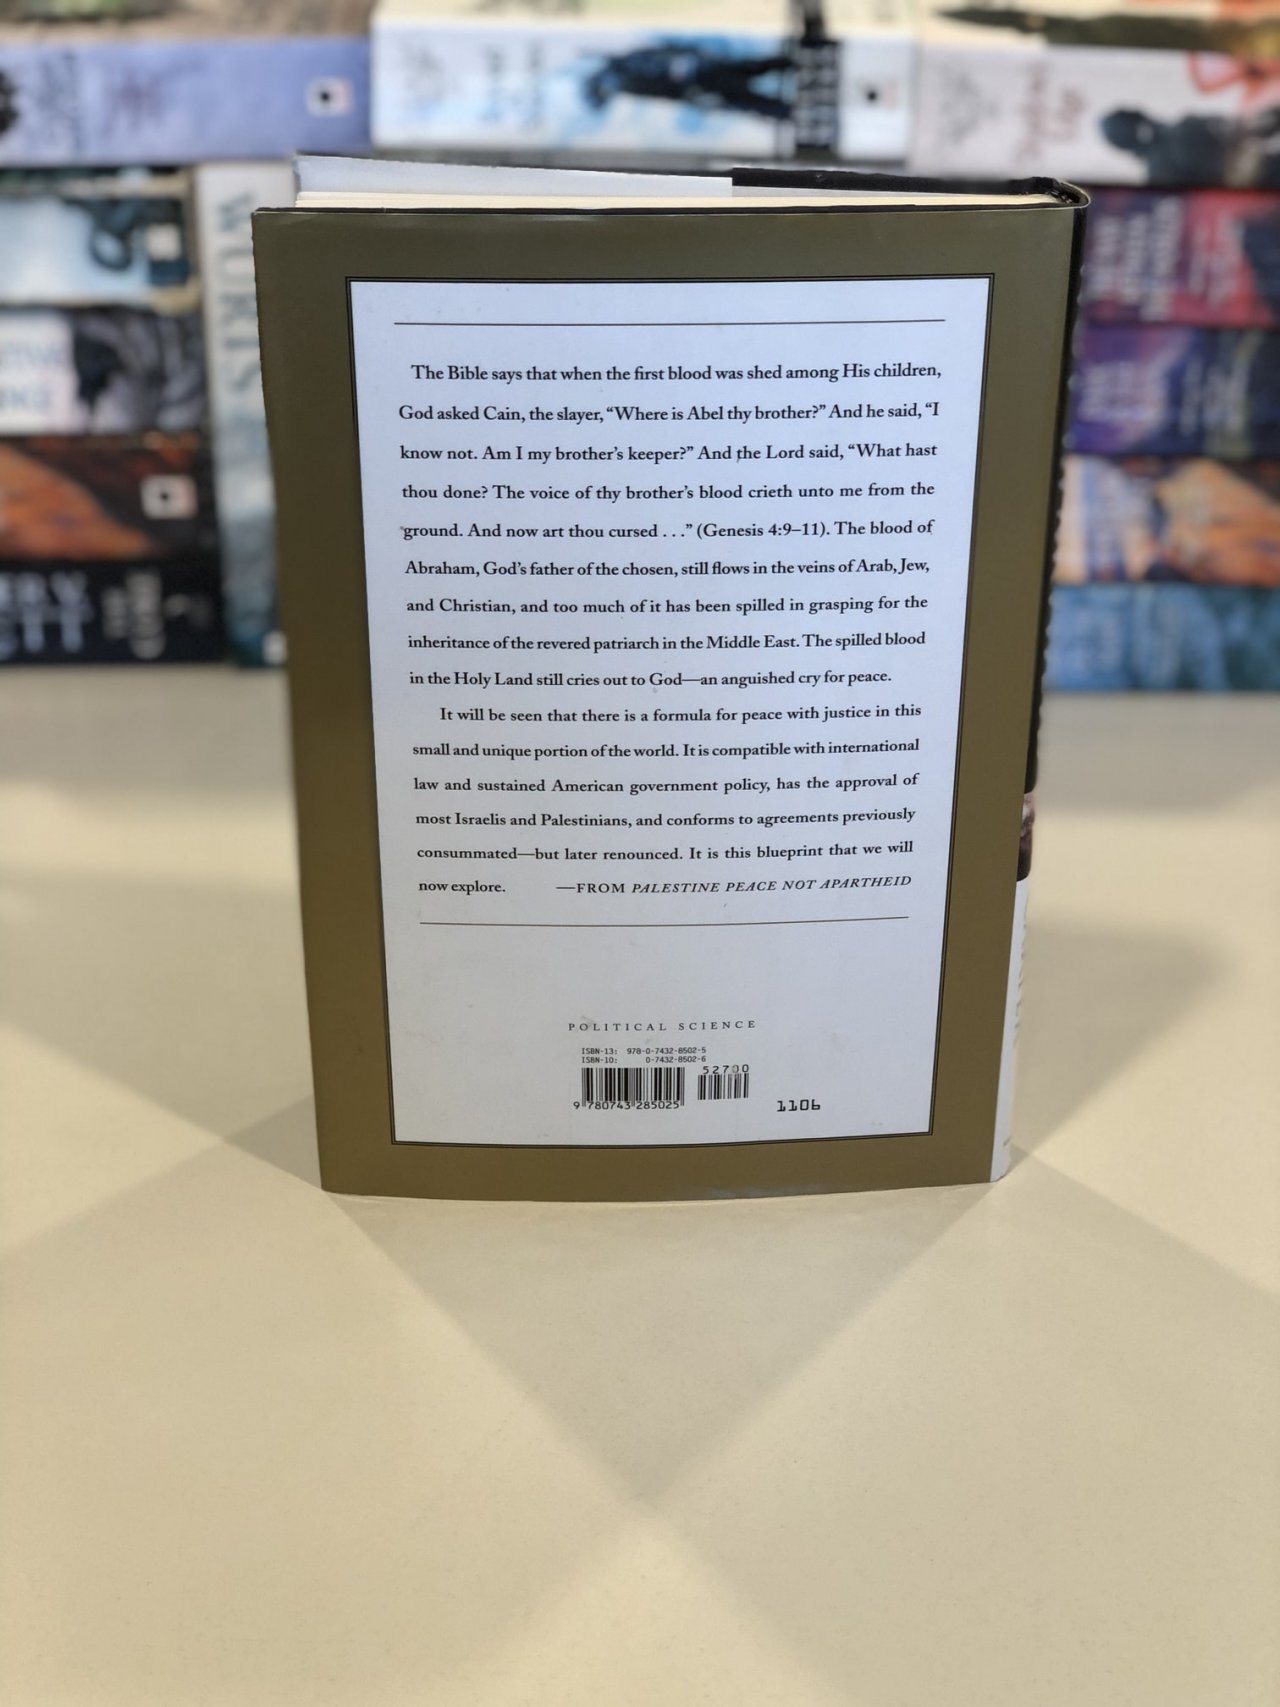 The Bible says that when the first blood was shed among His children,
God asked Cain, the slayer, “Where is Abel thy brother?” And he said, “I
know not. Am I my brother’s keeper?” And the Lord said, “What hast
thou done? The voice of thy brother’s blood crieth unto me from the
ground. And now art thou cursed . . .” (Genesis 4:9–11). The blood of
Abraham, God’s father of the chosen, still flows in the veins of Arab, Jew,
and Christian, and too much of it has been spilled in grasping for the
inheritance of the revered patriarch in the Middle East. The spilled blood
in the Holy Land still cries out to God—an anguished cry for peace.
It will be seen that there is a formula for peace with justice in this
small and unique portion of the world. It is compatible with international
law and sustained American government policy, has the approval of
most Israelis and Palestinians, and conforms to agreements previously
consummated—but later renounced. It is this blueprint that we will
now explore. —FROM PALESTINE PEACE NOT APARTHEID
POLITICAL SCIENCE
ISBN-13: 978-0-7432-8502-5
ISBN-10: 0-7432-8502-6
52700
9 780743 285025
1106